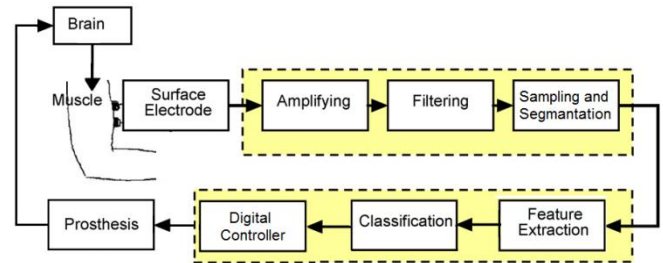 Brain
Muscle
Surface
Electrode
Amplifying
Filtering
Sampling and
Segmantation
Prosthesis
Digital
Controller
Classification
Feature
Extraction